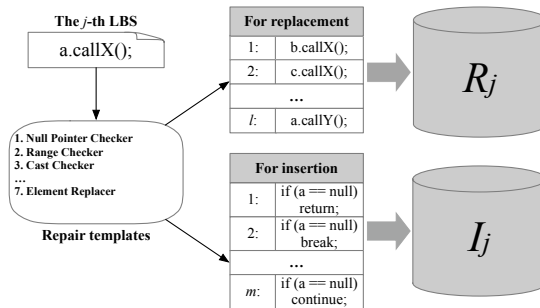 The j-th LBS
a.callX();
1. Null Pointer Checker
2. Range Checker
3. Cast Checker
...
7. Element Replacer
Repair templates
For replacement
1: b.callX();
2: c.callX();
...
l: a.callY();
Rj
For insertion
1: if (a == null)
return;
2: if (a == null)
break;
...
m: if (a == null)
continue;
Ij